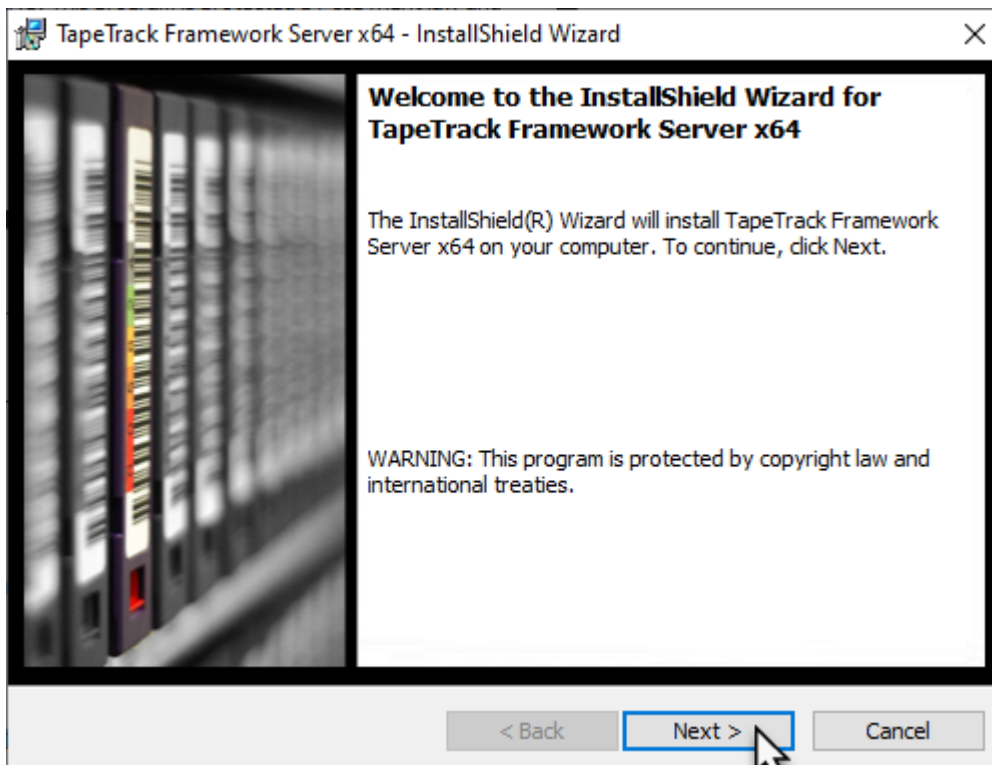 TapeTrack Framework Server x64 - InstallShield Wizard
Welcome to the InstallShield Wizard for
TapeTrack Framework Server x64
The InstallShield(R) Wizard will install TapeTrack Framework
Server x64 on your computer. To continue, click Next.
WARNING: This program is protected by copyright law and
international treaties.
< Back
Next >
Cancel